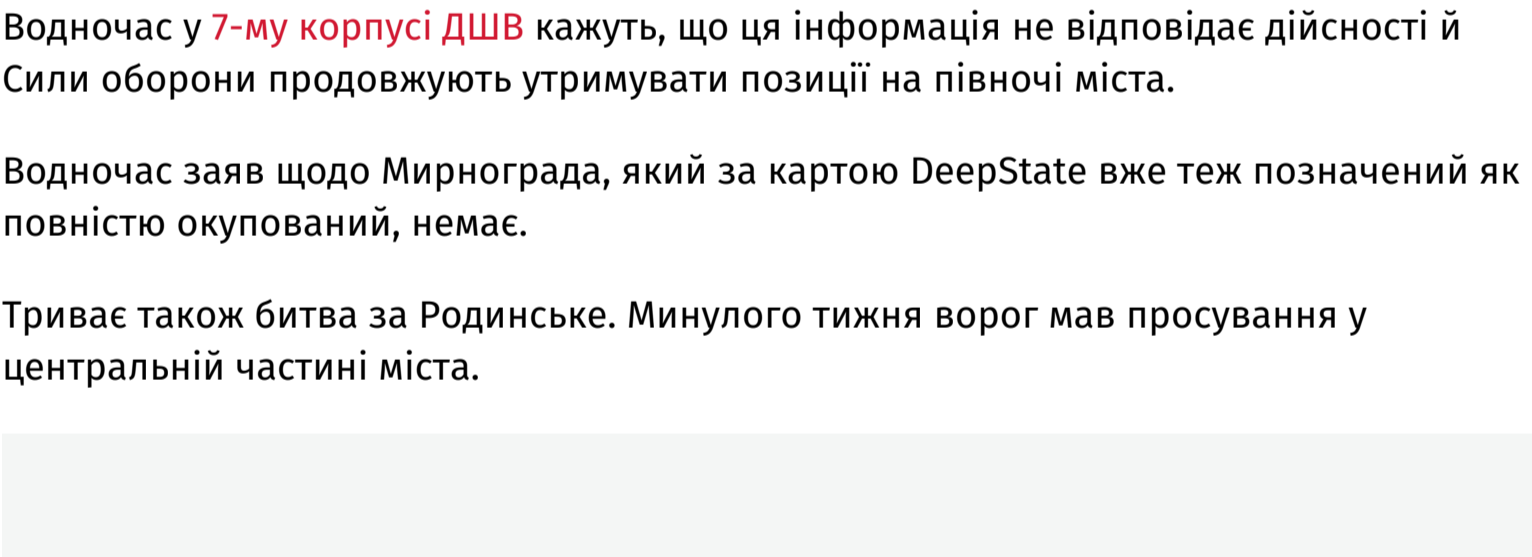 Водночас у 7-му корпусі ДШВ кажуть, що ця інформація не відповідає дійсності й
Сили оборони продовжують утримувати позиції на півночі міста.
Водночас заяв щодо Мирнограда, який за картою DeepState вже теж позначений як
повністю окупований, немає.
Триває також битва за Родинське. Минулого тижня ворог мав просування у
центральній частині міста.